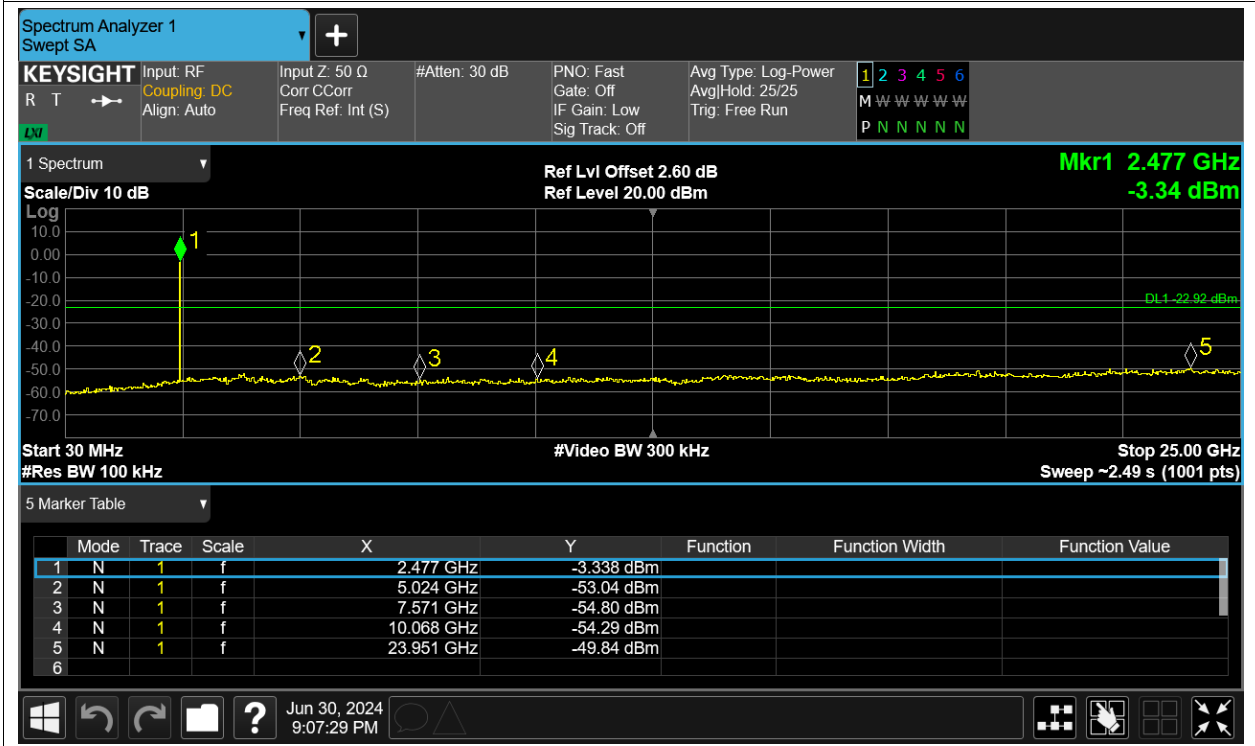 Spectrum Analyzer 1
Swept SA
+
KEYSIGHT
R T
LXI
Input: RF
Coupling: DC
Align: Auto
Input Z: 50 Ω
Corr CCorr
Freq Ref: Int (S)
#Atten: 30 dB
PNO: Fast
Gate: Off
IF Gain: Low
Sig Track: Off
Avg Type: Log-Power
Avg|Hold: 25/25
Trig: Free Run
1 2 3 4 5 6
M W W W W W
P N N N N N
1 Spectrum
Scale/Div 10 dB
Ref Lvl Offset 2.60 dB
Ref Level 20.00 dBm
Mkr1 2.477 GHz
-3.34 dBm
Log
10.0
0.00
-10.0
-20.0
-30.0
-40.0
-50.0
-60.0
-70.0
1
2
3
4
5
DL1 -22.92 dBm
Start 30 MHz
#Res BW 100 kHz
#Video BW 300 kHz
Stop 25.00 GHz
Sweep ~2.49 s (1001 pts)
5 Marker Table
Mode Trace Scale X Y Function Function Width Function Value
1 N 1 f 2.477 GHz -3.338 dBm
2 N 1 f 5.024 GHz -53.04 dBm
3 N 1 f 7.571 GHz -54.80 dBm
4 N 1 f 10.068 GHz -54.29 dBm
5 N 1 f 23.951 GHz -49.84 dBm
6
?
Jun 30, 2024
9:07:29 PM